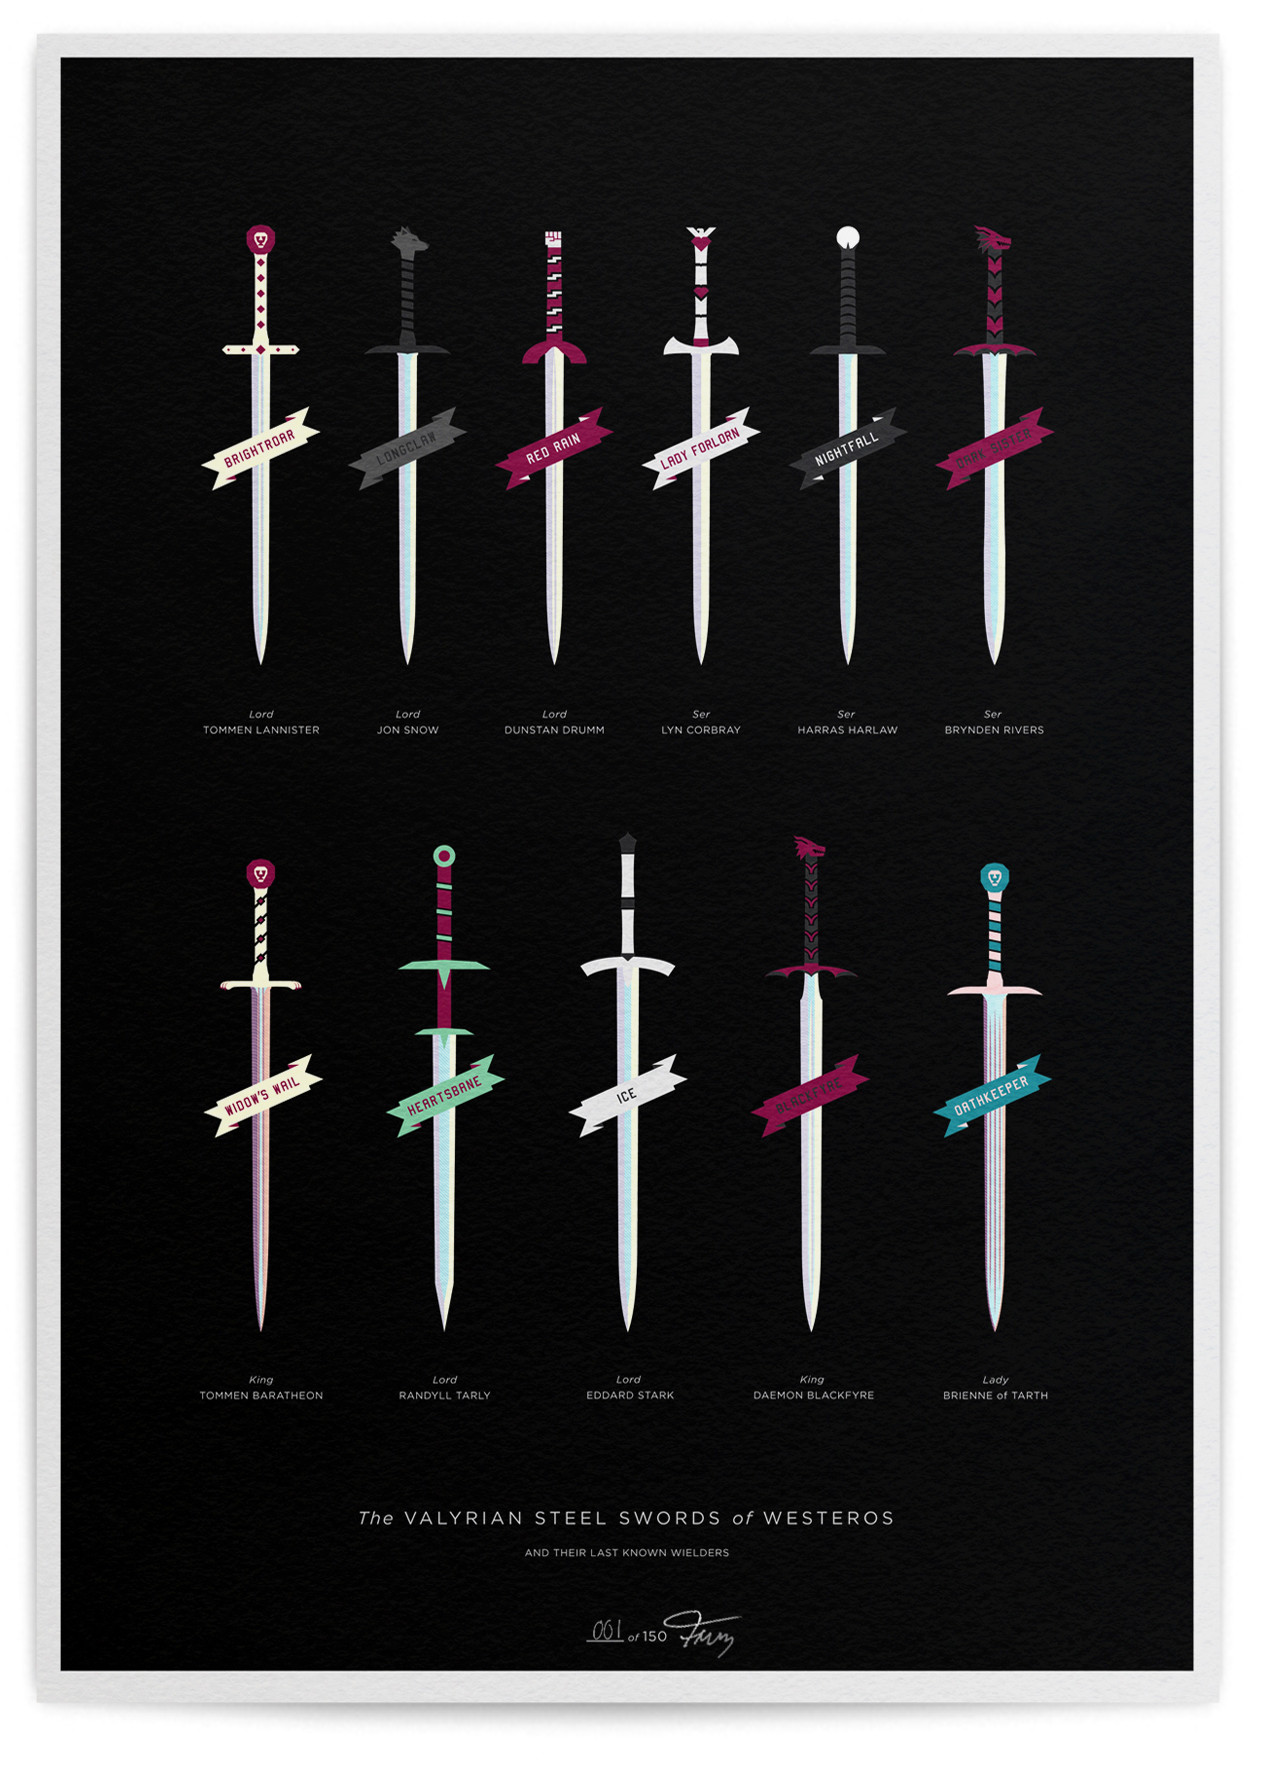 BRIGHTROAR
LONGCLAW
RED RAIN
LADY FORLORN
NIGHTFALL
DARK SISTER
Lord
TOMMEN LANNISTER
Lord
JON SNOW
Lord
DUNSTAN DRUMM
Ser
LYN CORBRAY
Ser
HARRAS HARLAW
Ser
BRYNDEN RIVERS
WIDOW'S WAIL
HEARTSBANE
ICE
BLACKFYRE
OATHKEEPER
King
TOMMEN BARATHEON
Lord
RANDYLL TARLY
Lord
EDDARD STARK
King
DAEMON BLACKFYRE
Lady
BRIENNE of TARTH
The VALYRIAN STEEL SWORDS of WESTEROS
AND THEIR LAST KNOWN WIELDERS
001 of 150